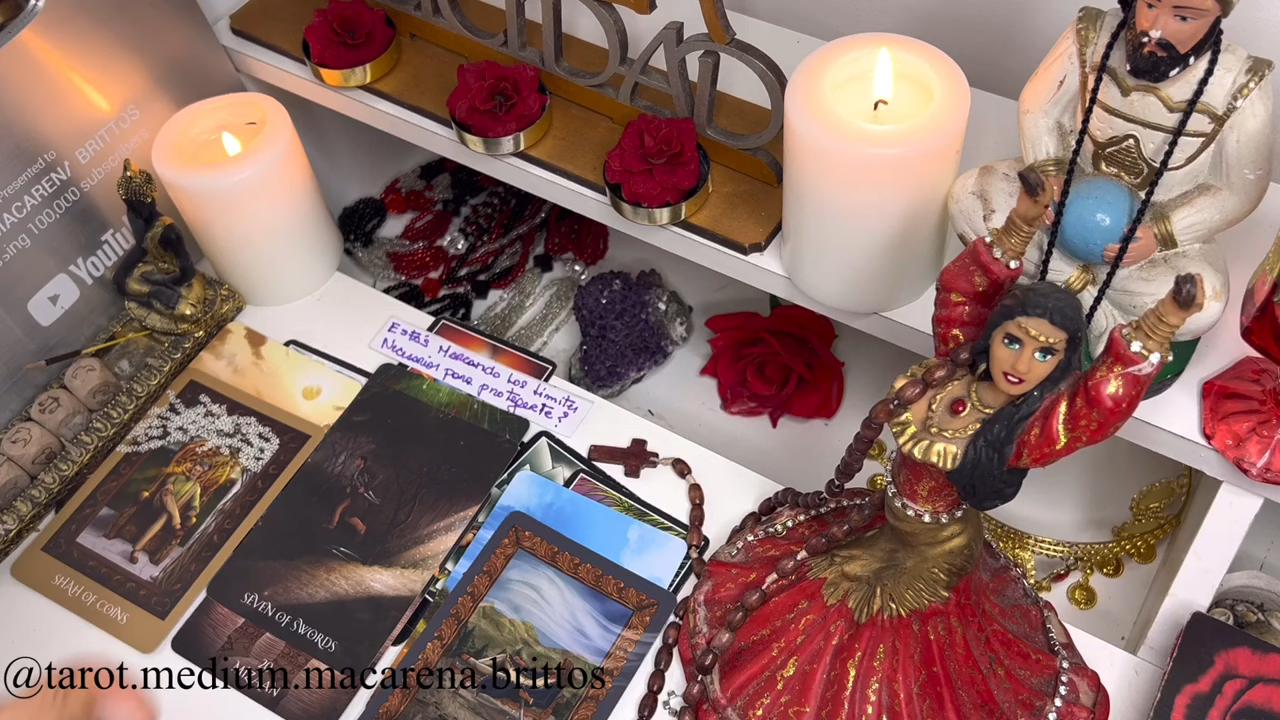 Presented to
MACARENA BRITTOS
100,000 subscribers
YouTube
Estás Marcando los límites
Necesarios para protegerte?
SHAH OF COINS
SEVEN OF SWORDS
@tarot.medium.macarena.brittos